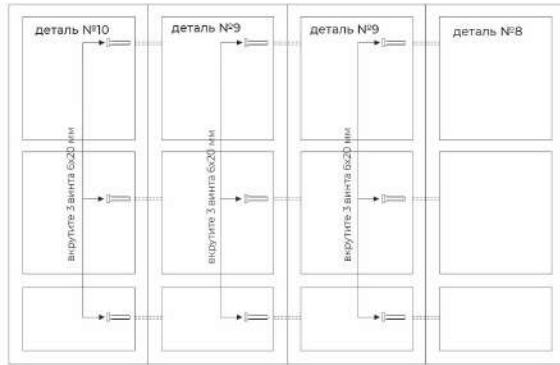 деталь №10
деталь №9
деталь №9
деталь №8
вкрутите 3 винта 6х20 мм
вкрутите 3 винта 6х20 мм
вкрутите 3 винта 6х20 мм